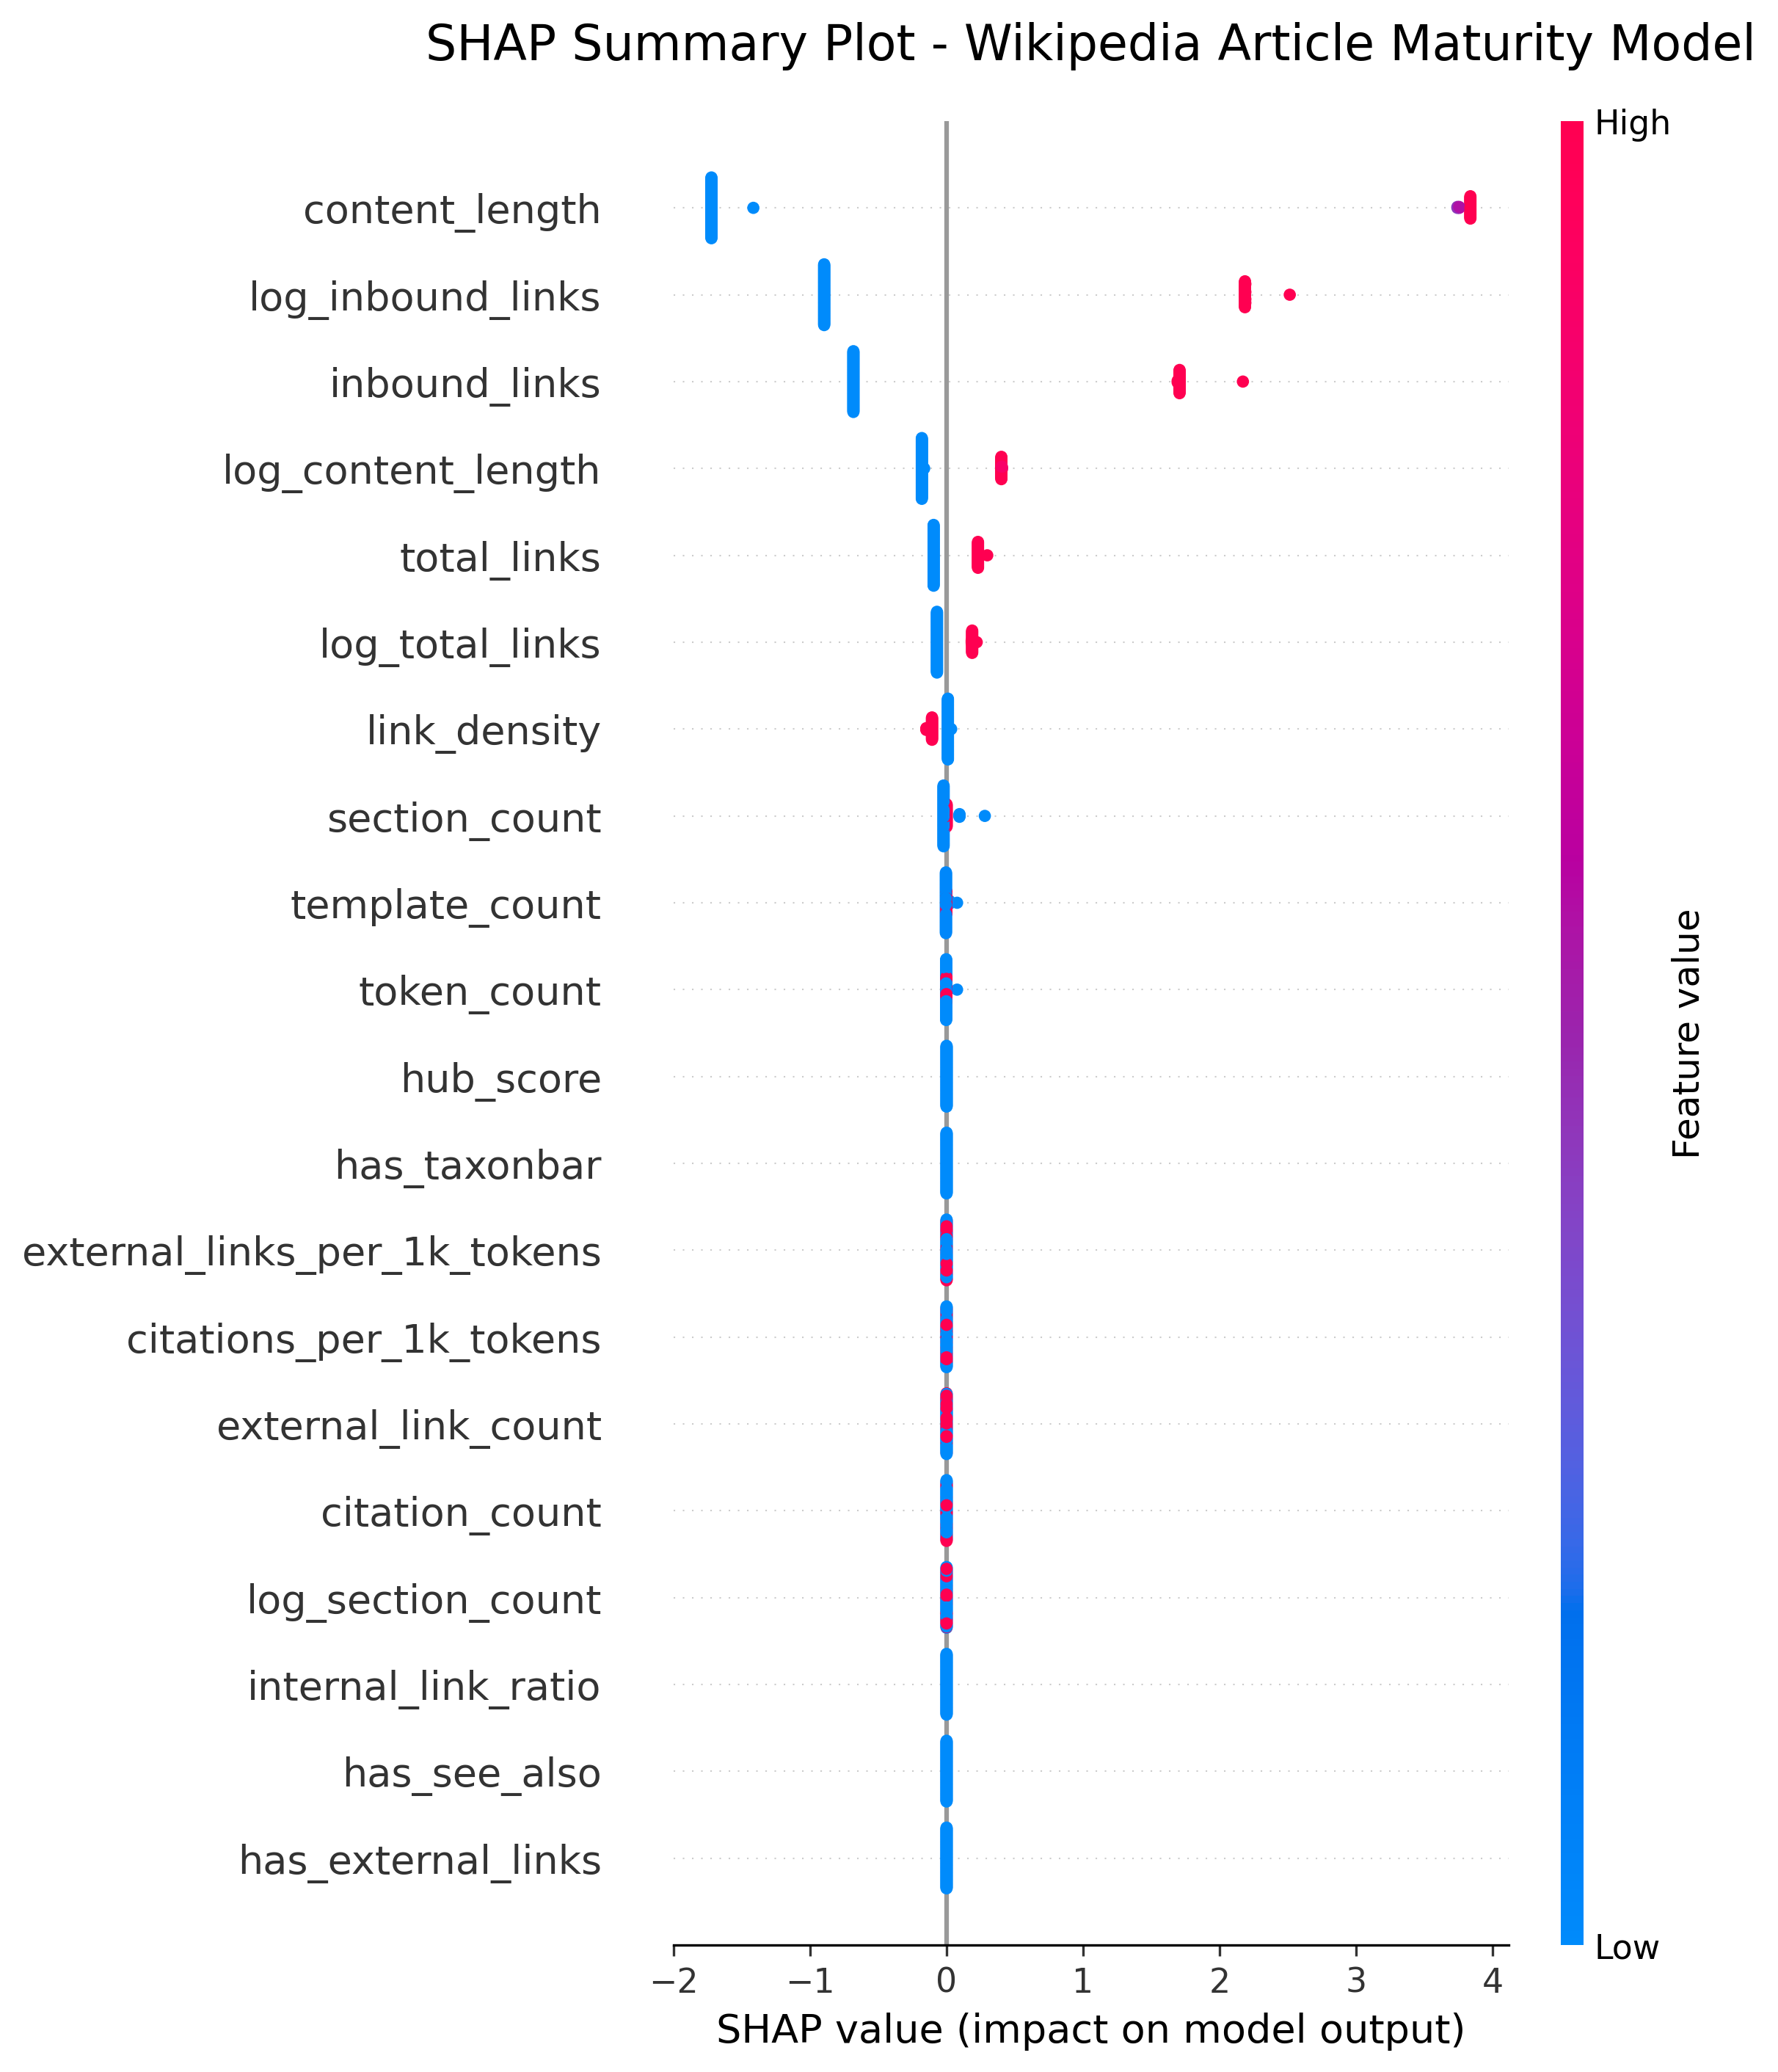 SHAP Summary Plot - Wikipedia Article Maturity Model
High
content_length
log_inbound_links
inbound_links
log_content_length
total_links
log_total_links
link_density
section_count
template_count
token_count
hub_score
has_taxonbar
external_links_per_1k_tokens
citations_per_1k_tokens
external_link_count
citation_count
log_section_count
internal_link_ratio
has_see_also
has_external_links
Feature value
Low
−2 −1 0 1 2 3 4
SHAP value (impact on model output)